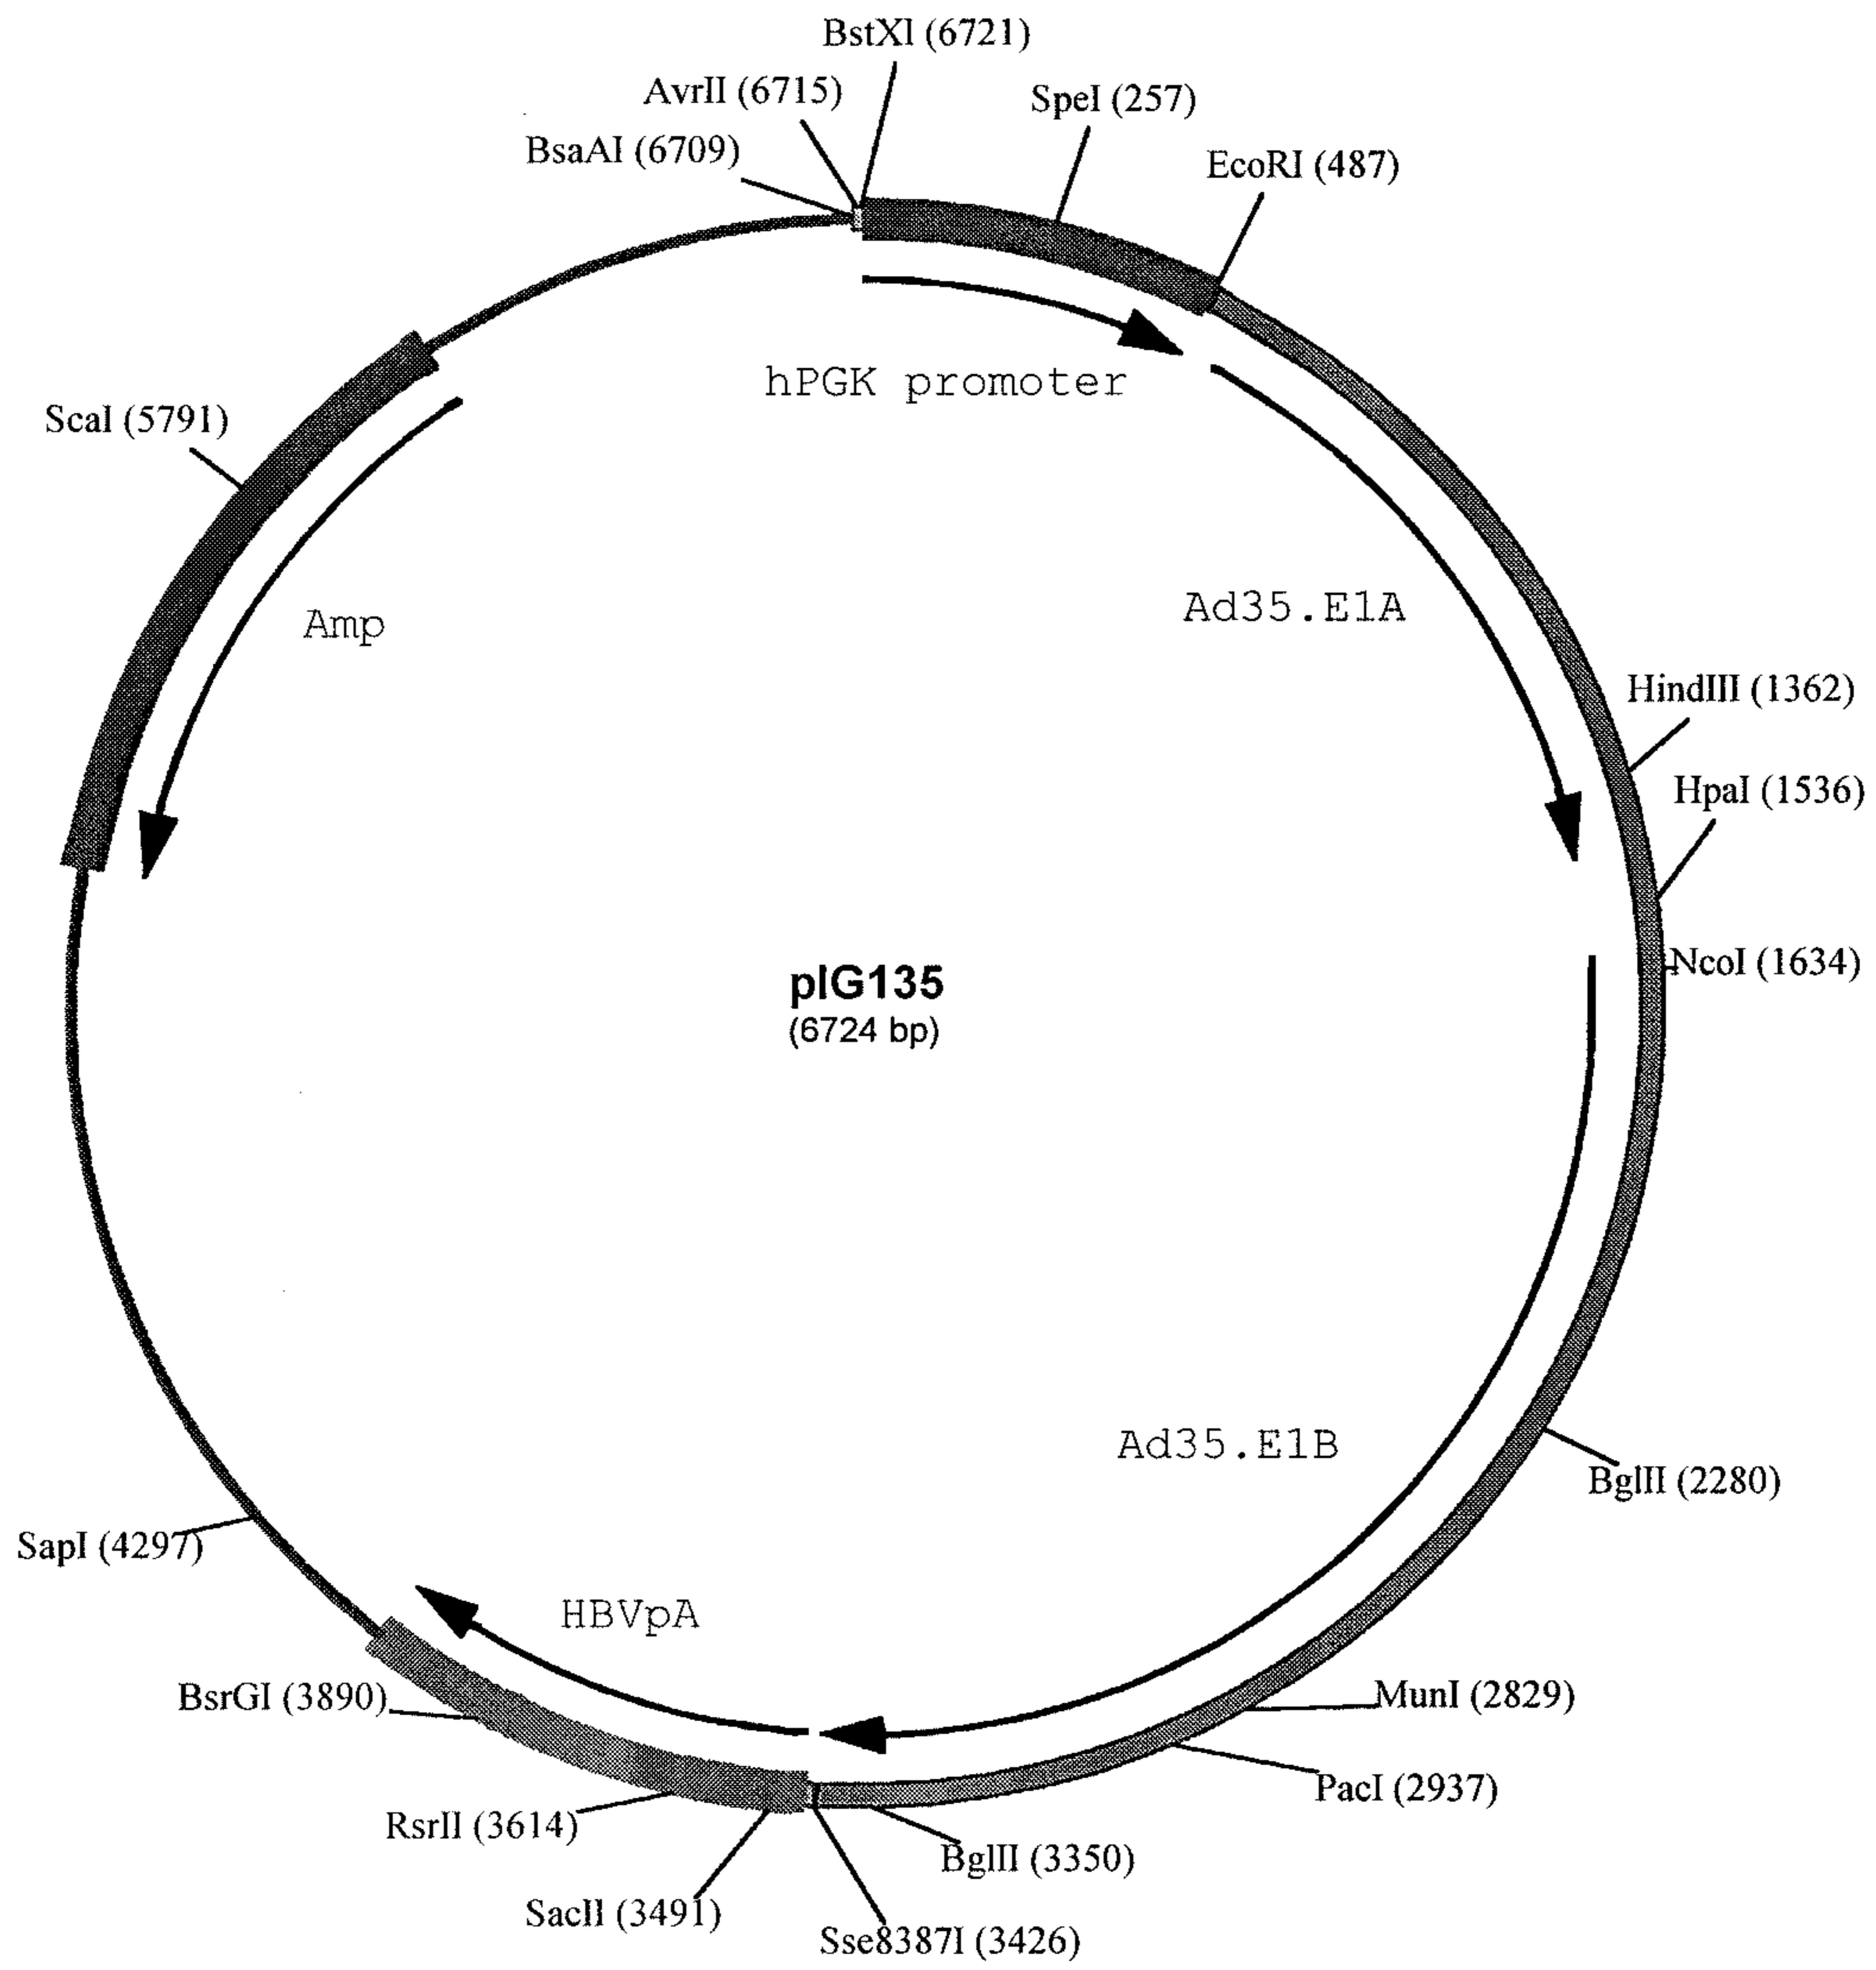 BstXI (6721)
AvrII (6715)
SpeI (257)
BsaAI (6709)
EcoRI (487)
hPGK promoter
ScaI (5791)
Ad35.E1A
Amp
HindIII (1362)
HpaI (1536)
NcoI (1634)
pIG135
(6724 bp)
Ad35.E1B
BglII (2280)
SapI (4297)
HBVpA
BsrGI (3890)
MunI (2829)
PacI (2937)
RsrII (3614)
BglII (3350)
SacII (3491)
Sse8387I (3426)